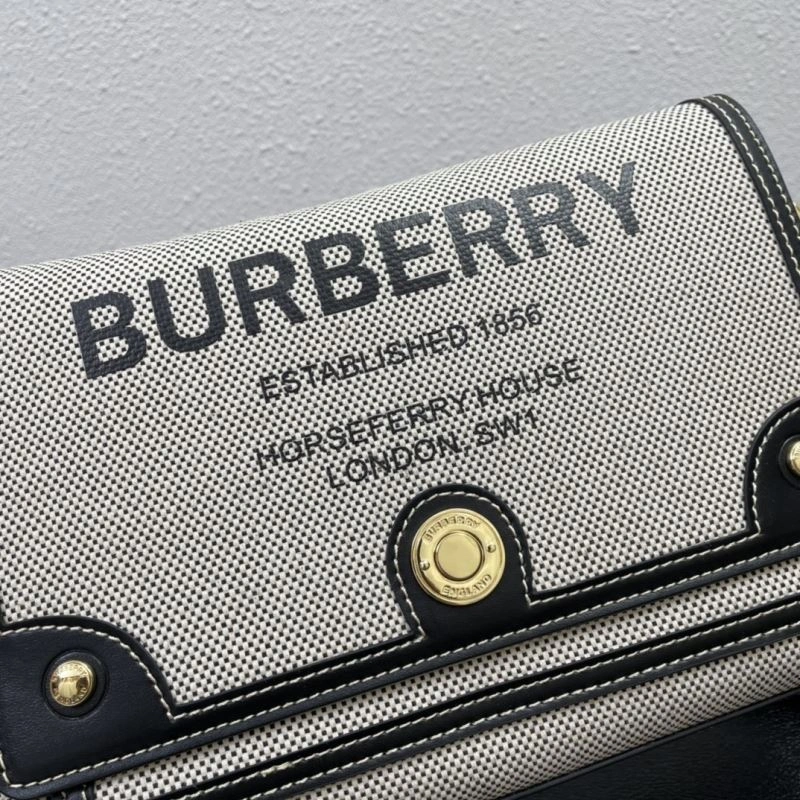 BURBERRY
ESTABLISHED 1856
HORSEFERRY HOUSE
LONDON, SW1
BURBERRY
ENGLAND